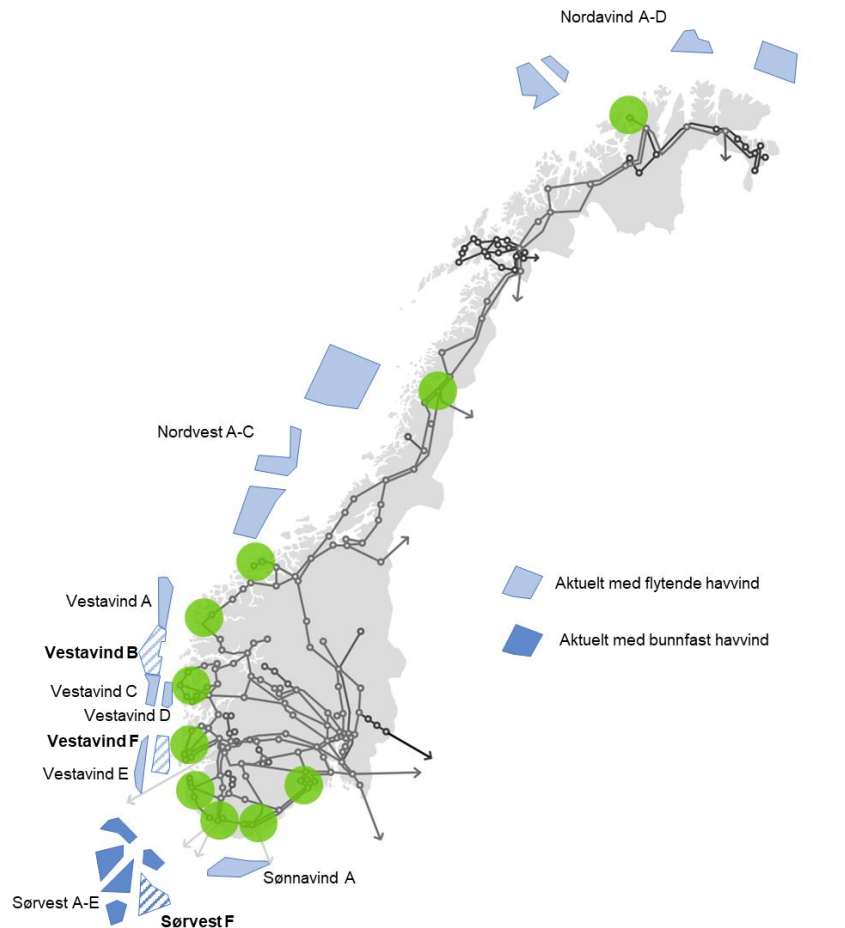 Nordavind A-D
Nordvest A-C
Aktuelt med flytende havvind
Vestavind A
Aktuelt med bunnfast havvind
Vestavind B
Vestavind C
Vestavind D
Vestavind F
Vestavind E
Sønnavind A
Sørvest A-E
Sørvest F